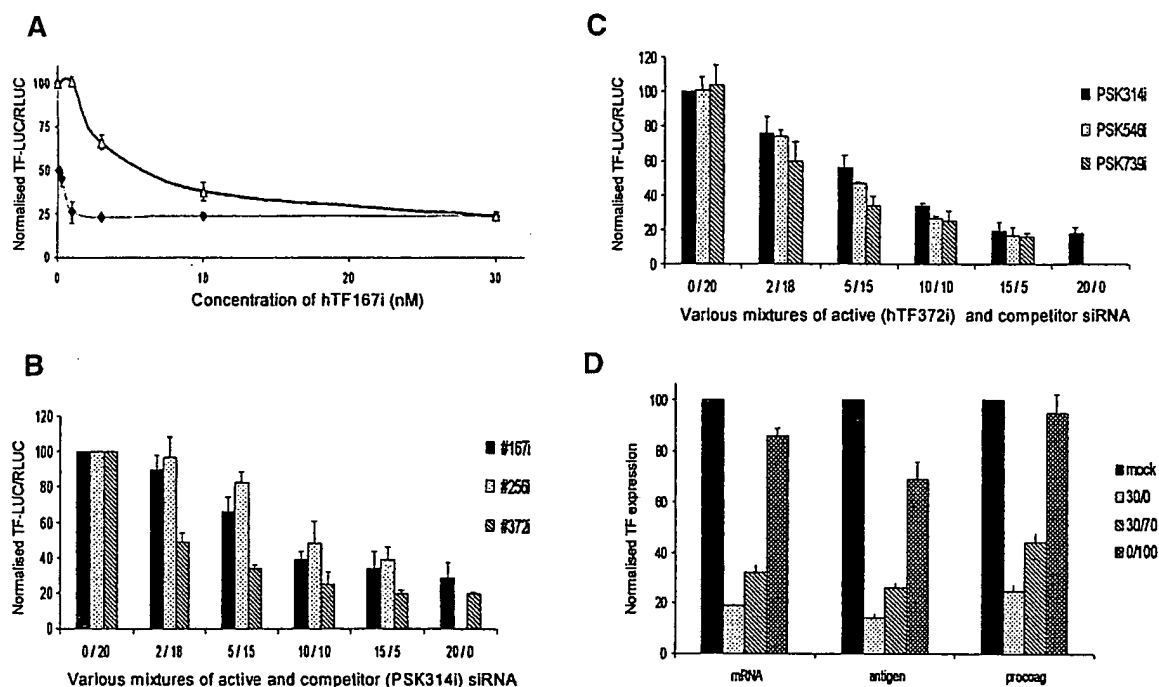 A
Normalised TF-LUC/RLUC
100
75
50
25
0
0
10
20
30
Concentration of hTF167i (nM)
B
Normalised TF-LUC/RLUC
120
100
80
60
40
20
0
0 / 20
2 / 18
5 / 15
10 / 10
15 / 5
20 / 0
Various mixtures of active and competitor (PSK314i) siRNA
#167i
#256i
#372i
C
Normalised TF-LUC/RLUC
120
100
80
60
40
20
0
0 / 20
2 / 18
5 / 15
10 / 10
15 / 5
20 / 0
Various mixtures of active (hTF372i) and competitor siRNA
PSK314i
PSK546i
PSK739i
D
Normalised TF expression
100
80
60
40
20
0
mRNA
antigen
procoag
mock
30/0
30/70
0/100